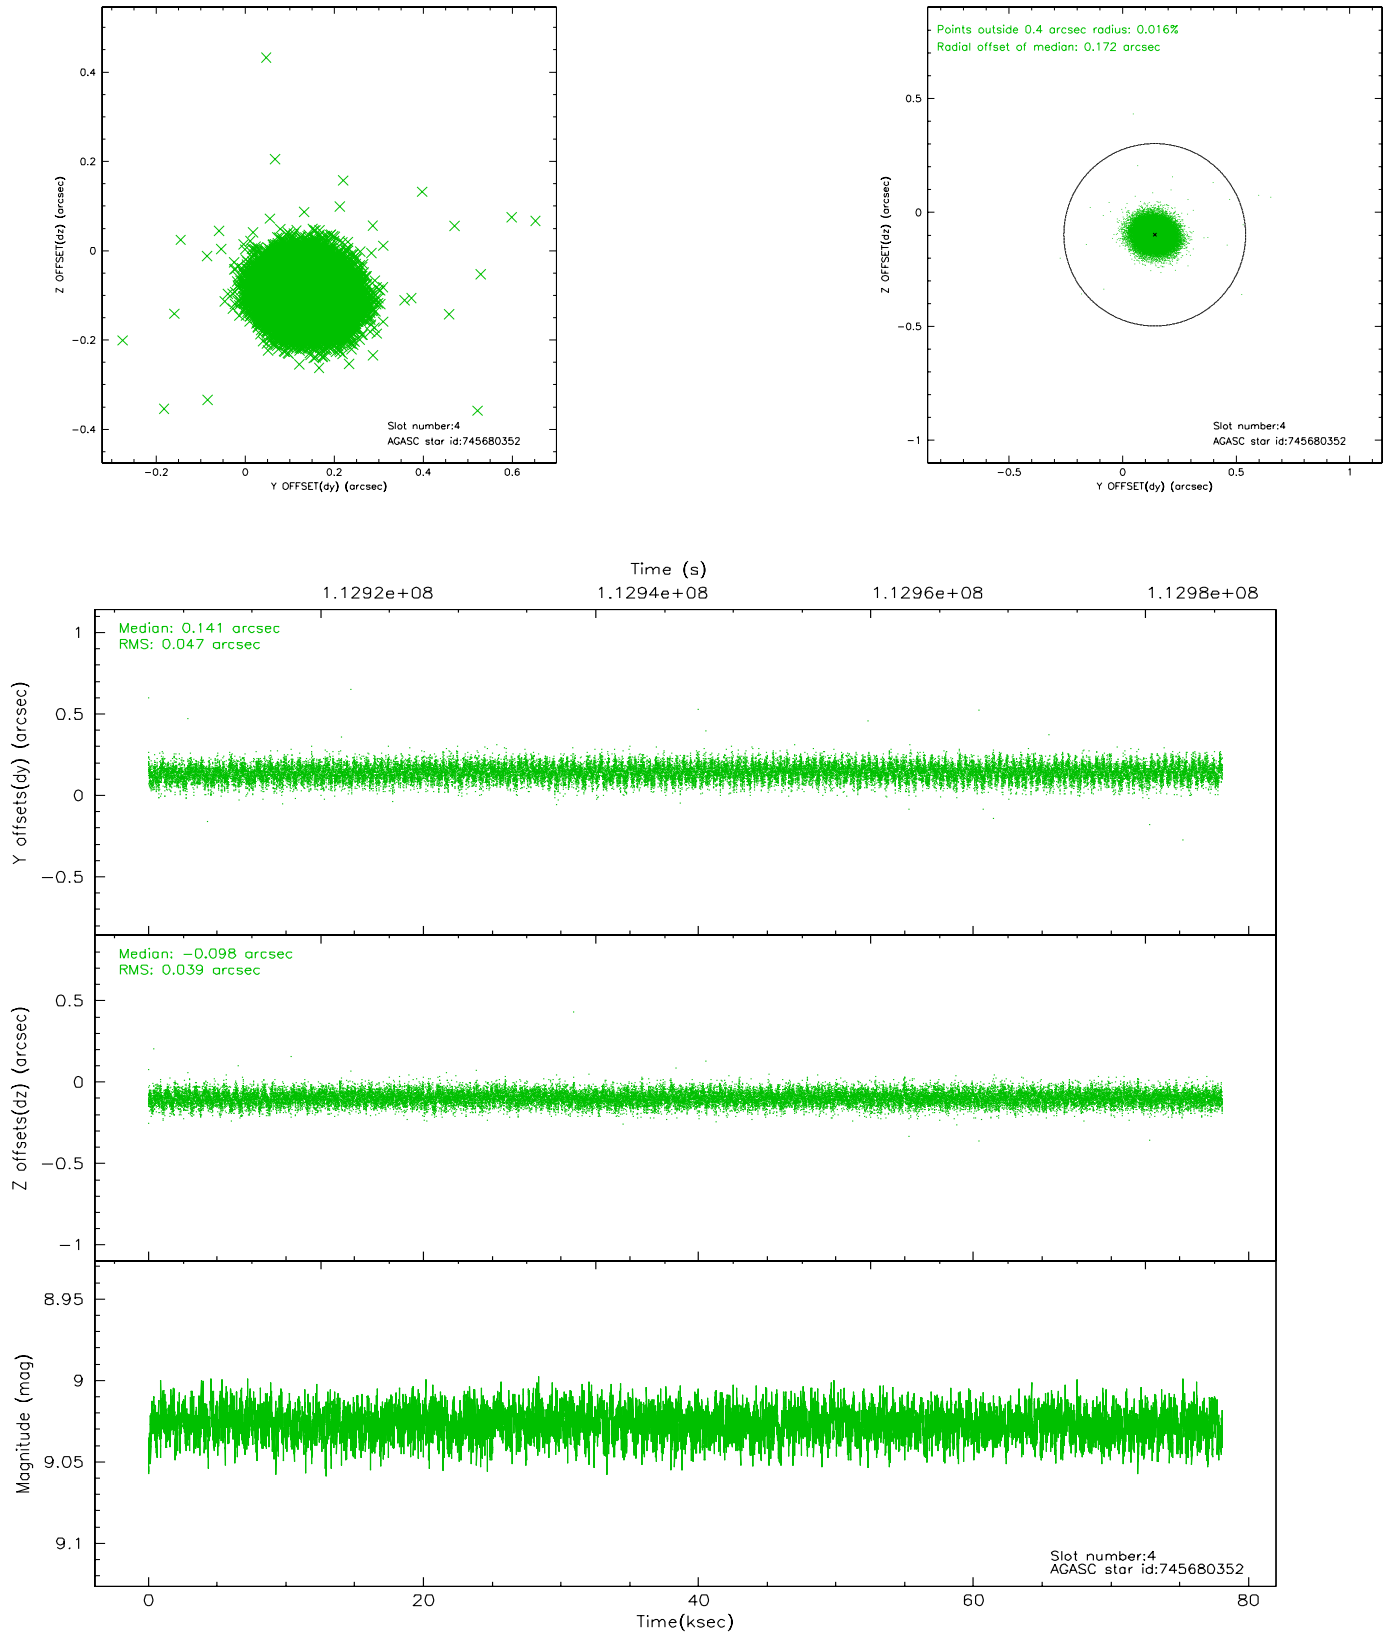 0.4
0.2
0
−0.2
−0.4
Z OFFSET(dz) (arcsec)
Slot number:4
AGASC star id:745680352
−0.2
0
0.2
0.4
0.6
Y OFFSET(dy) (arcsec)
Points outside 0.4 arcsec radius: 0.016%
Radial offset of median: 0.172 arcsec
0.5
0
−0.5
−1
Z OFFSET(dz) (arcsec)
Slot number:4
AGASC star id:745680352
−0.5
0
0.5
1
Y OFFSET(dy) (arcsec)
Time (s)
1.1292e+08
1.1294e+08
1.1296e+08
1.1298e+08
Median: 0.141 arcsec
RMS: 0.047 arcsec
1
0.5
0
−0.5
Y offsets(dy) (arcsec)
Median: −0.098 arcsec
RMS: 0.039 arcsec
0.5
0
−0.5
−1
Z offsets(dz) (arcsec)
8.95
9
9.05
9.1
Magnitude (mag)
Slot number:4
AGASC star id:745680352
0
20
40
60
80
Time(ksec)